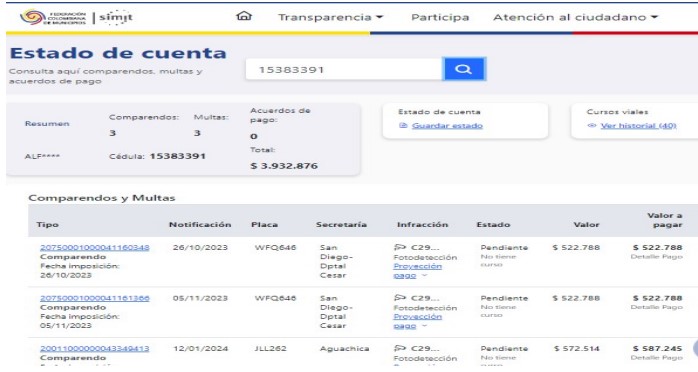 FEDERACIÓN
COLOMBIANA
DE MUNICIPIOS
simit
Transparencia
Participa
Atención al ciudadano
Estado de cuenta
Consulta aquí comparendos, multas y
acuerdos de pago
15383391
Resumen
Comparendos:
3
Multas:
3
Acuerdos de
pago:
0
ALF****
Cédula: 15383391
Total:
$ 3.932.876
Estado de cuenta
Guardar estado
Cursos viales
Ver historial (40)
Comparendos y Multas
Tipo Notificación Placa Secretaría Infracción Estado Valor Valor a
pagar
20750001000041160348 26/10/2023 WFQ646 San C29... Pendiente $ 522.788 $ 522.788
Comparendo Diego- Fotodetección No tiene Detalle Pago
Fecha imposición: Dptal Proyección curso
26/10/2023 Cesar pago
20750001000041161366 05/11/2023 WFQ646 San C29... Pendiente $ 522.788 $ 522.788
Comparendo Diego- Fotodetección No tiene Detalle Pago
Fecha imposición: Dptal Proyección curso
05/11/2023 Cesar pago
20011000000043349413 12/01/2024 JLL262 Aguachica C29... Pendiente $ 572.514 $ 587.245
Comparendo Fotodetección No tiene Detalle Pago